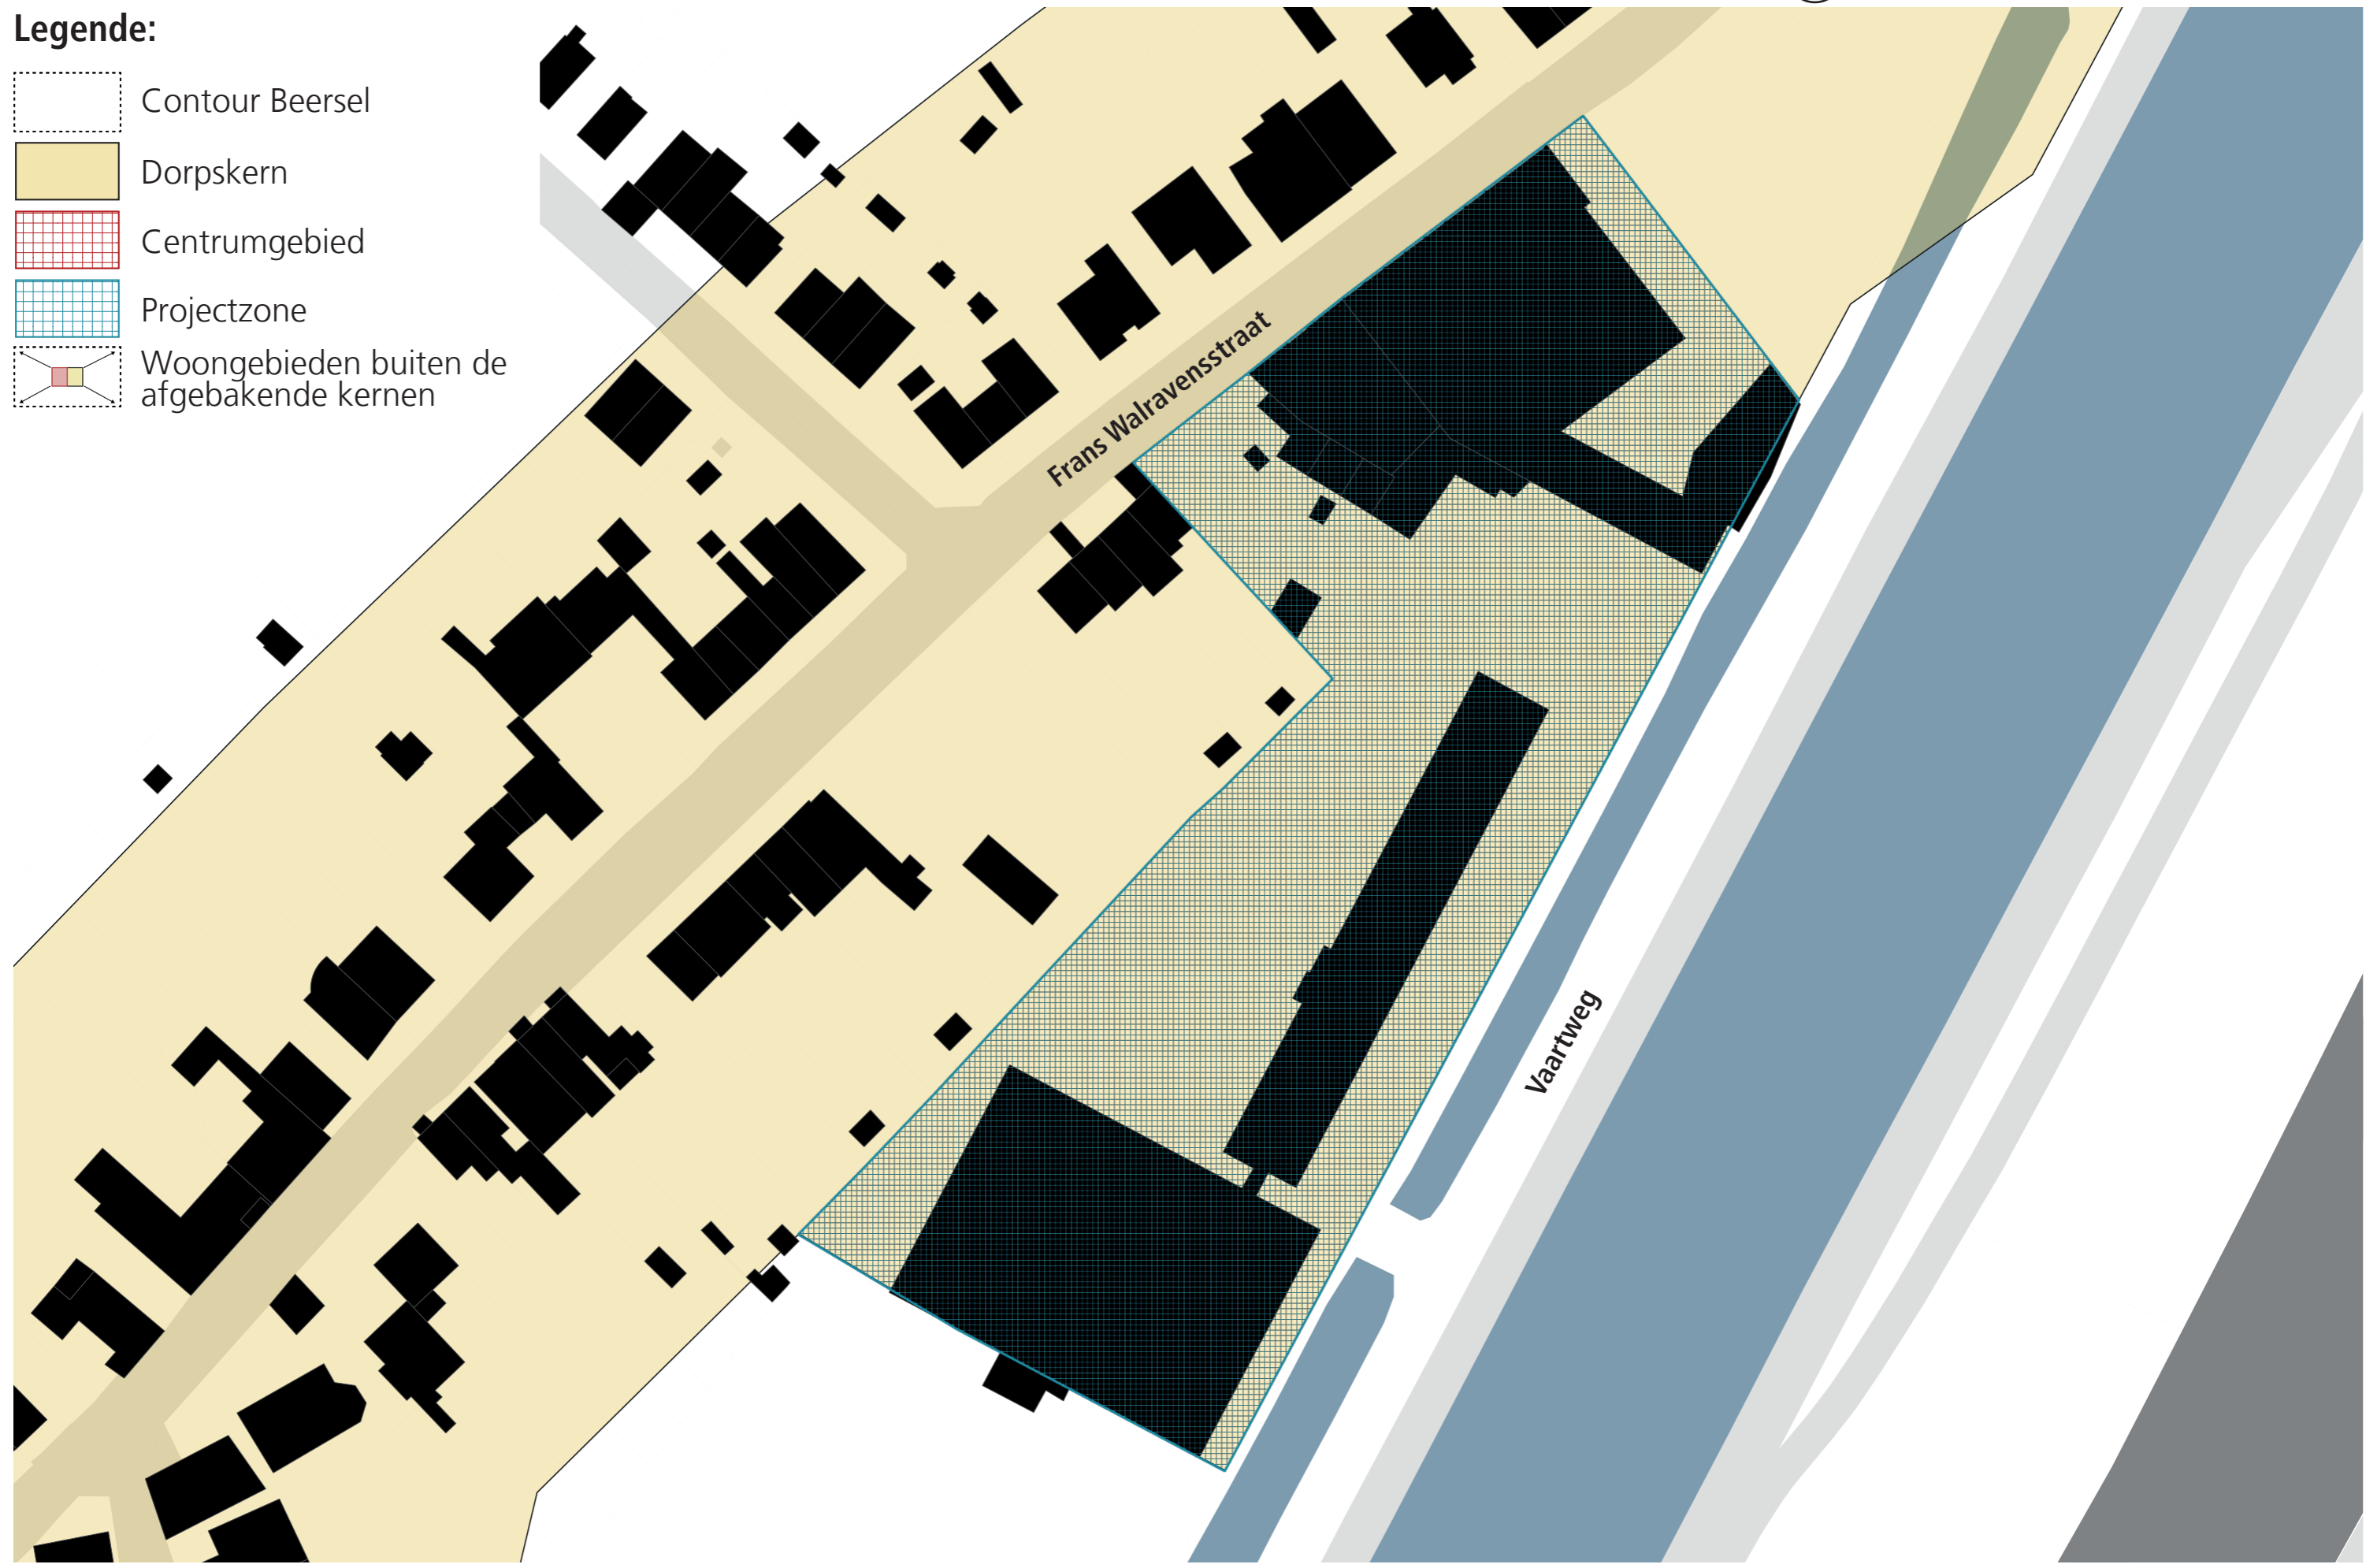 Legende:
Contour Beersel
Dorpskern
Centrumgebied
Projectzone
Woongebieden buiten de
afgebakende kernen
Frans Walravensstraat
Vaartweg